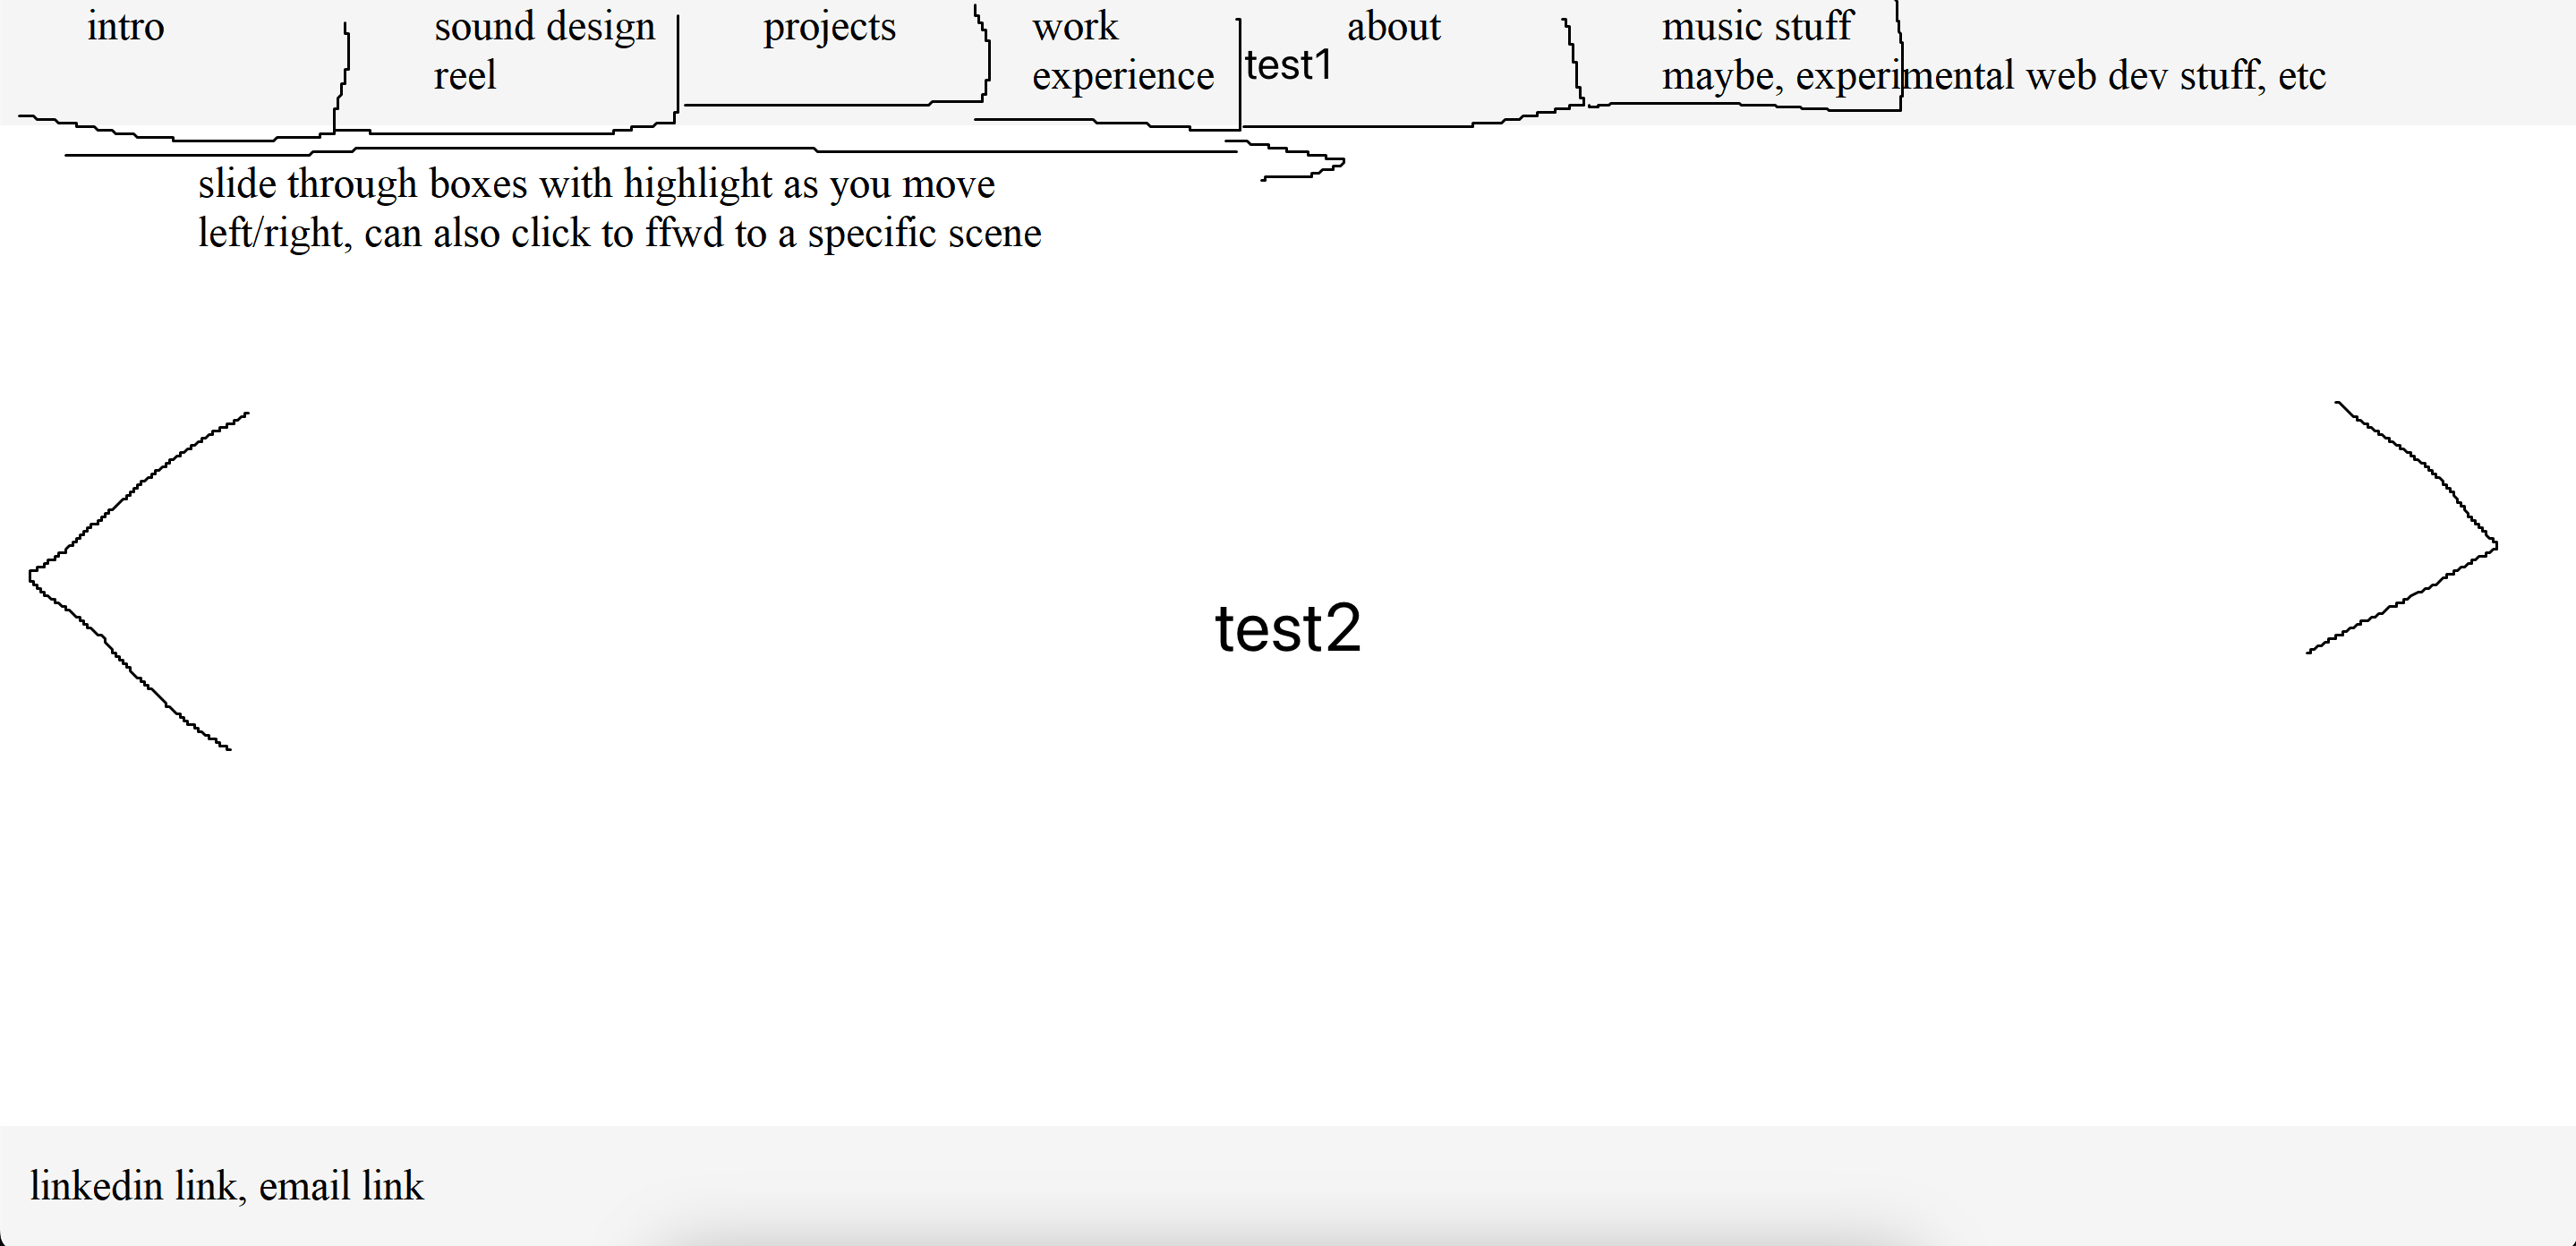 intro
sound design
reel
projects
work
experience
test1
about
music stuff
maybe, experimental web dev stuff, etc
slide through boxes with highlight as you move
left/right, can also click to ffwd to a specific scene
test2
linkedin link, email link